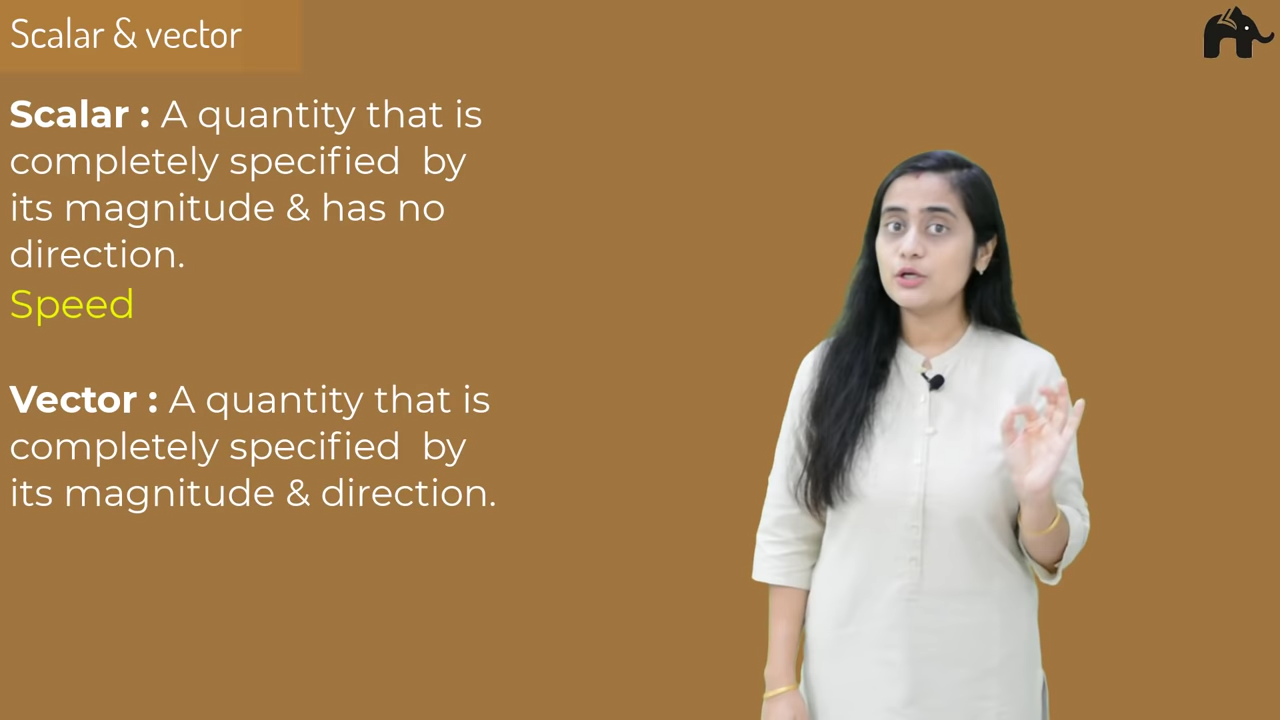 Scalar & vector
Scalar : A quantity that is
completely specified by
its magnitude & has no
direction.
Speed
Vector : A quantity that is
completely specified by
its magnitude & direction.